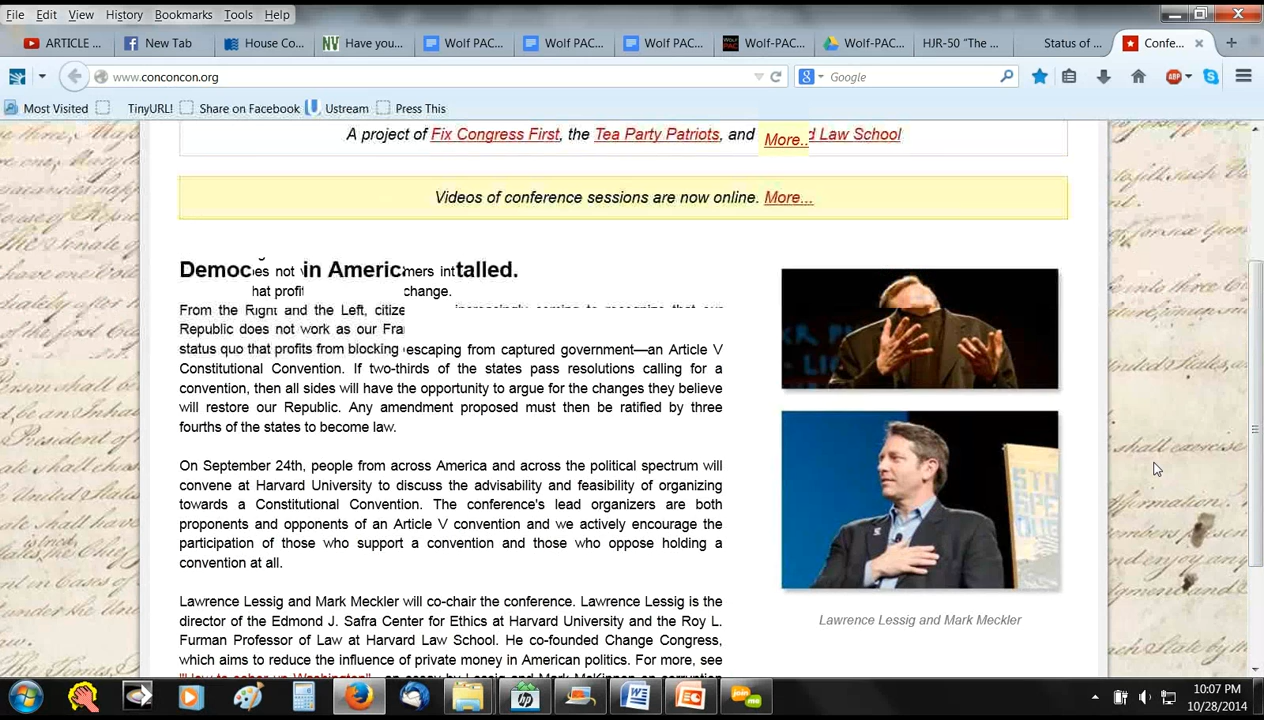 File Edit View History Bookmarks Tools Help
ARTICLE ... New Tab House Co... Have you... Wolf PAC... Wolf PAC... Wolf PAC... Wolf-PAC... Wolf-PAC... HJR-50 "The ... Status of ... Confe...
www.conconcon.org Google
Most Visited TinyURL! Share on Facebook Ustream Press This
A project of Fix Congress First, the Tea Party Patriots, and More.. d Law School
Videos of conference sessions are now online. More...
Democ es not in Americ mers int talled.
hat profit change.
From the Right and the Left, citize increasingly coming to recognize that our
Republic does not work as our Fra
status quo that profits from blocking escaping from captured government—an Article V
Constitutional Convention. If two-thirds of the states pass resolutions calling for a
convention, then all sides will have the opportunity to argue for the changes they believe
will restore our Republic. Any amendment proposed must then be ratified by three
fourths of the states to become law.
On September 24th, people from across America and across the political spectrum will
convene at Harvard University to discuss the advisability and feasibility of organizing
towards a Constitutional Convention. The conference's lead organizers are both
proponents and opponents of an Article V convention and we actively encourage the
participation of those who support a convention and those who oppose holding a
convention at all.
Lawrence Lessig and Mark Meckler will co-chair the conference. Lawrence Lessig is the
director of the Edmond J. Safra Center for Ethics at Harvard University and the Roy L.
Furman Professor of Law at Harvard Law School. He co-founded Change Congress,
which aims to reduce the influence of private money in American politics. For more, see
Lawrence Lessig and Mark Meckler
10:07 PM
10/28/2014